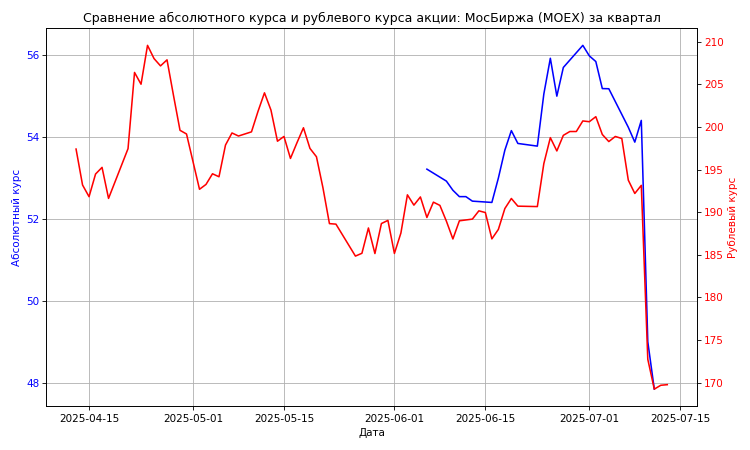 Сравнение абсолютного курса и рублевого курса акции: МосБиржа (MOEX) за квартал
56
54
52
50
48
Абсолютный курс
210
205
200
195
190
185
180
175
170
Рублевый курс
2025-04-15 2025-05-01 2025-05-15 2025-06-01 2025-06-15 2025-07-01 2025-07-15
Дата